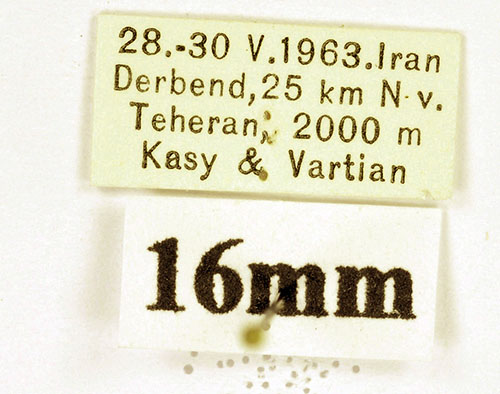 28.-30 V.1963.Iran
Derbend, 25 km N v.
Teheran, 2000 m
Kasy & Vartian
16mm